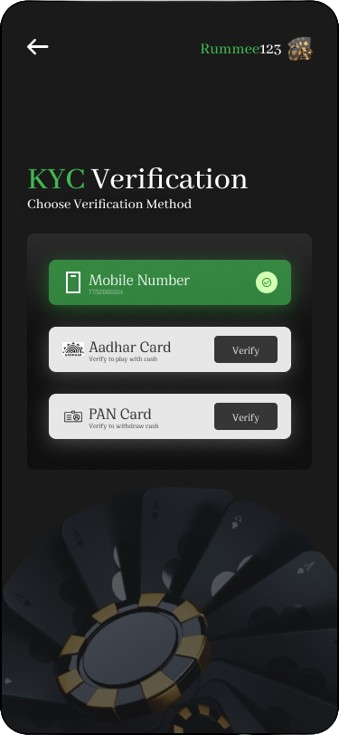 Rummee123
KYC Verification
Choose Verification Method
Mobile Number
Aadhar Card
Verify to play with cash
Verify
PAN Card
Verify to withdraw cash
Verify